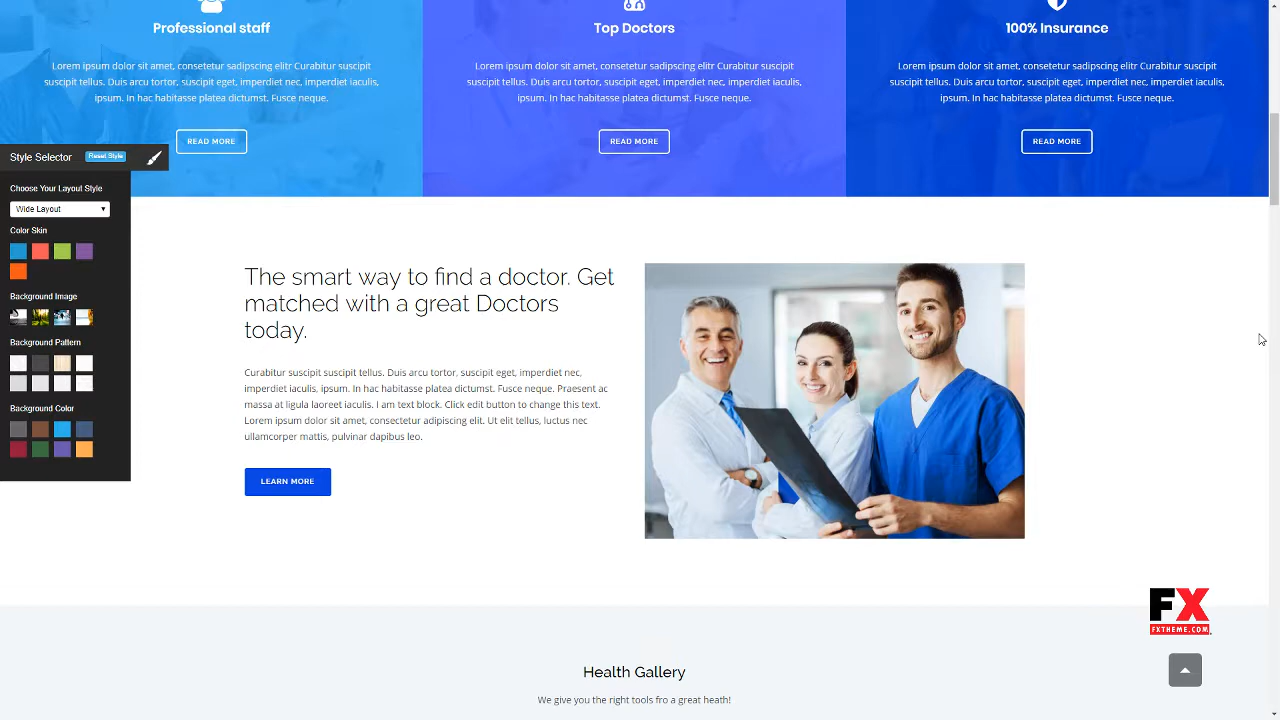 Professional staff
Lorem ipsum dolor sit amet, consetetur sadipscing elitr Curabitur suscipit
suscipit tellus. Duis arcu tortor, suscipit eget, imperdiet nec, imperdiet iaculis,
ipsum. In hac habitasse platea dictumst. Fusce neque.
READ MORE
Top Doctors
Lorem ipsum dolor sit amet, consetetur sadipscing elitr Curabitur suscipit
suscipit tellus. Duis arcu tortor, suscipit eget, imperdiet nec, imperdiet iaculis,
ipsum. In hac habitasse platea dictumst. Fusce neque.
READ MORE
100% Insurance
Lorem ipsum dolor sit amet, consetetur sadipscing elitr Curabitur suscipit
suscipit tellus. Duis arcu tortor, suscipit eget, imperdiet nec, imperdiet iaculis,
ipsum. In hac habitasse platea dictumst. Fusce neque.
READ MORE
Style Selector
Reset Style
Choose Your Layout Style
Wide Layout
Color Skin
Background Image
Background Pattern
Background Color
The smart way to find a doctor. Get
matched with a great Doctors
today.
Curabitur suscipit suscipit tellus. Duis arcu tortor, suscipit eget, imperdiet nec,
imperdiet iaculis, ipsum. In hac habitasse platea dictumst. Fusce neque. Praesent ac
massa at ligula laoreet iaculis. I am text block. Click edit button to change this text.
Lorem ipsum dolor sit amet, consectetur adipiscing elit. Ut elit tellus, luctus nec
ullamcorper mattis, pulvinar dapibus leo.
LEARN MORE
FX
FXTHEME.COM
Health Gallery
We give you the right tools fro a great heath!